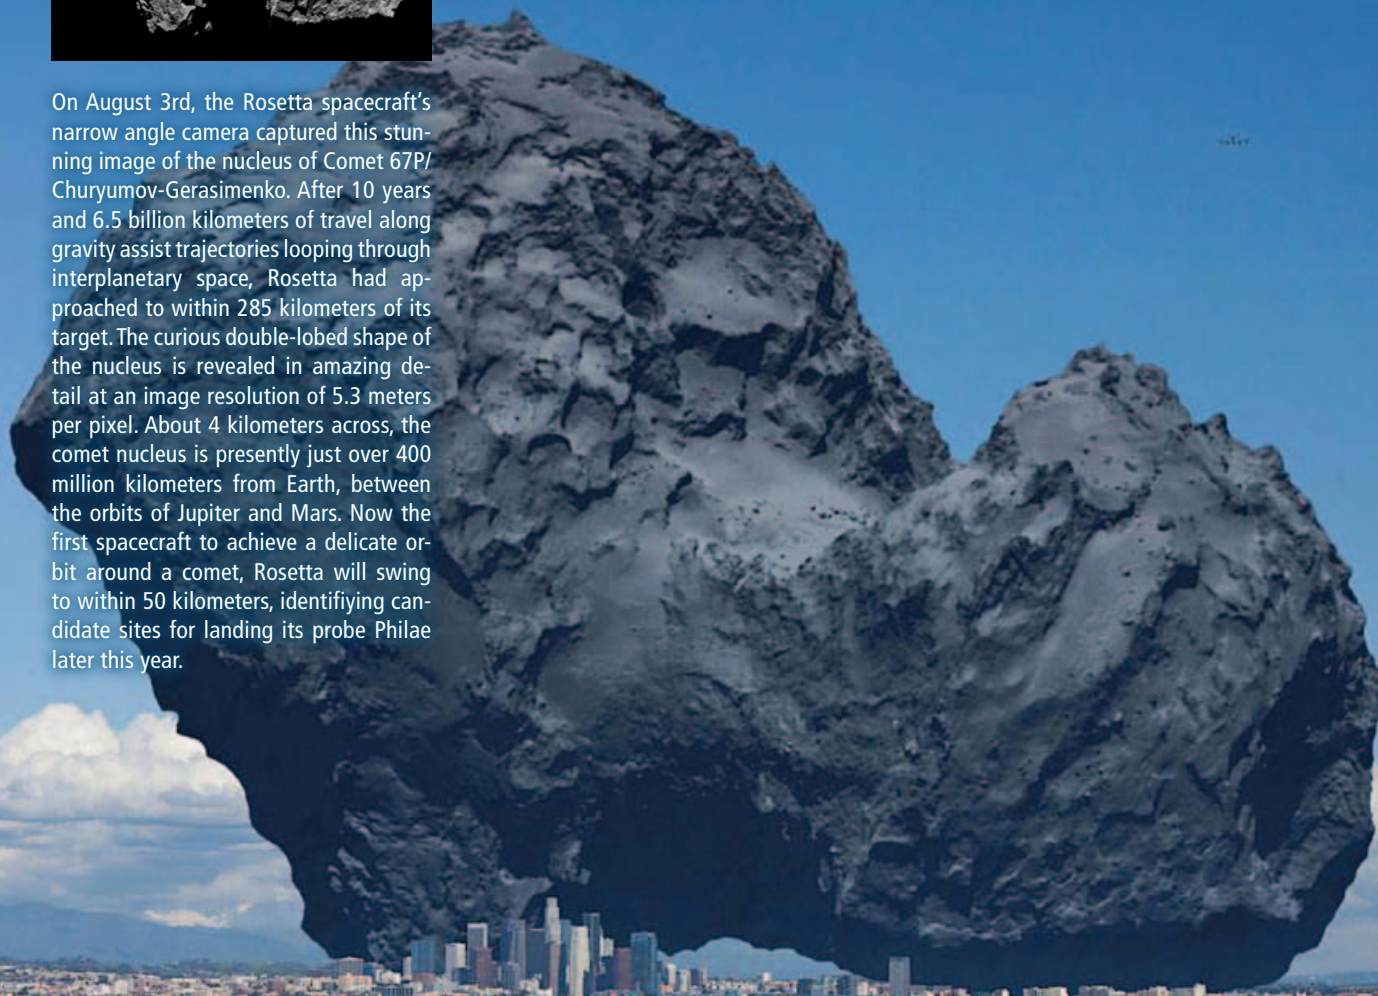 On August 3rd, the Rosetta spacecraft's
narrow angle camera captured this stun-
ning image of the nucleus of Comet 67P/
Churyumov-Gerasimenko. After 10 years
and 6.5 billion kilometers of travel along
gravity assist trajectories looping through
interplanetary space, Rosetta had ap-
proached to within 285 kilometers of its
target. The curious double-lobed shape of
the nucleus is revealed in amazing de-
tail at an image resolution of 5.3 meters
per pixel. About 4 kilometers across, the
comet nucleus is presently just over 400
million kilometers from Earth, between
the orbits of Jupiter and Mars. Now the
first spacecraft to achieve a delicate or-
bit around a comet, Rosetta will swing
to within 50 kilometers, identifiying can-
didate sites for landing its probe Philae
later this year.